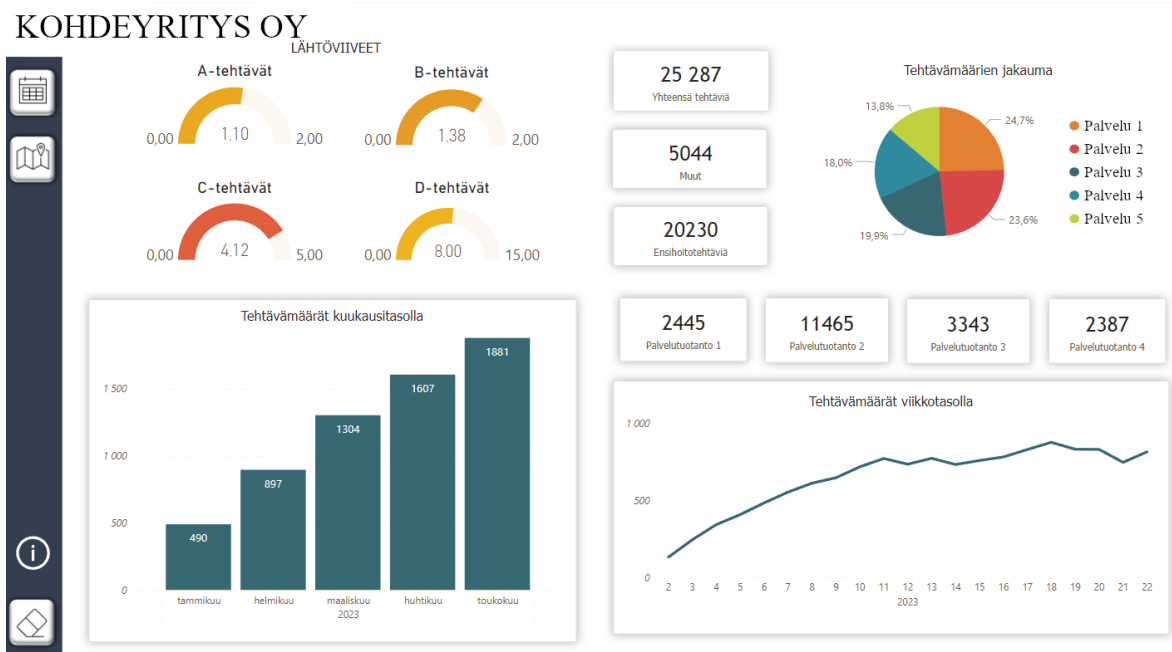 KOHDEYRITYS OY
LÄHTÖVIIVEET
A-tehtävät
0,00
1.10
2,00
B-tehtävät
0,00
1.38
2,00
C-tehtävät
0,00
4.12
5,00
D-tehtävät
0,00
8.00
15,00
25 287
Yhteensä tehtäviä
5044
Muut
20230
Ensihoitotehtäviä
Tehtävämäärien jakauma
13,8%
24,7%
18,0%
23,6%
19,9%
Palvelu 1
Palvelu 2
Palvelu 3
Palvelu 4
Palvelu 5
2445
Palvelutuotanto 1
11465
Palvelutuotanto 2
3343
Palvelutuotanto 3
2387
Palvelutuotanto 4
Tehtävämäärät kuukausitasolla
1 500
1 000
500
0
490
897
1304
1607
1881
tammikuu helmikuu maaliskuu huhtikuu toukokuu
2023
Tehtävämäärät viikkotasolla
1 000
500
0
2 3 4 5 6 7 8 9 10 11 12 13 14 15 16 17 18 19 20 21 22
2023